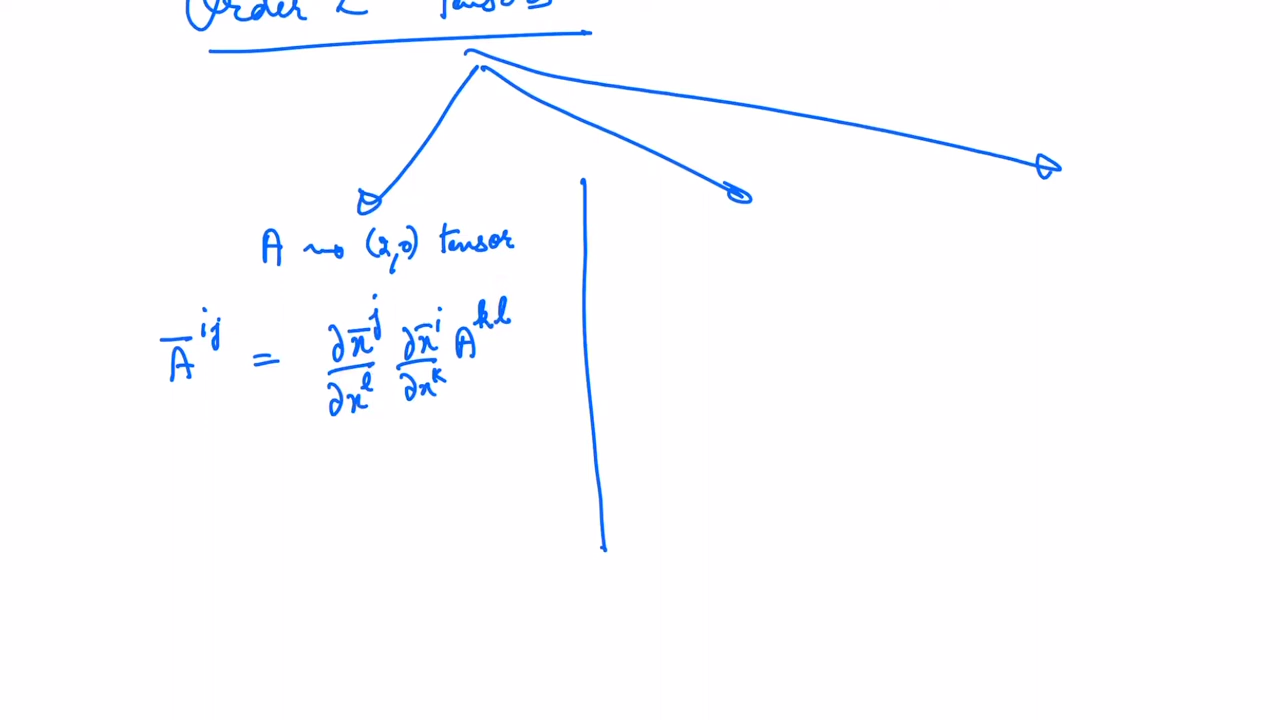 Order 2 Tensors
A ⇝ (2,0) tensor
A̅^{ij} = ∂x̅^j/∂x^l ∂x̅^i/∂x^k A^{kl}